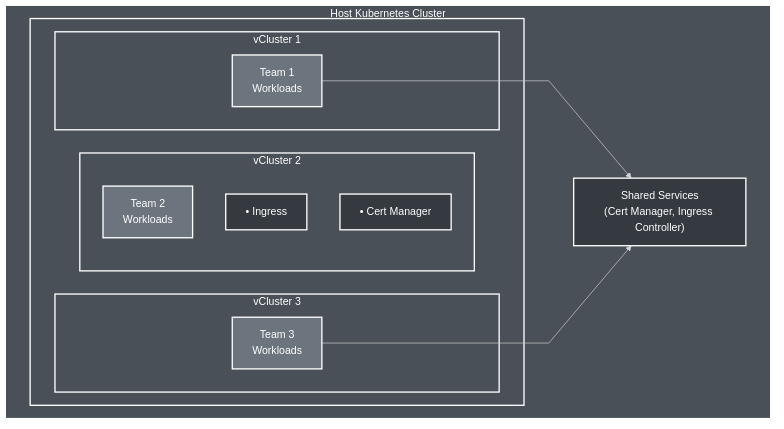 Host Kubernetes Cluster
vCluster 1
Team 1
Workloads
vCluster 2
Team 2
Workloads
• Ingress
• Cert Manager
Shared Services
(Cert Manager, Ingress
Controller)
vCluster 3
Team 3
Workloads